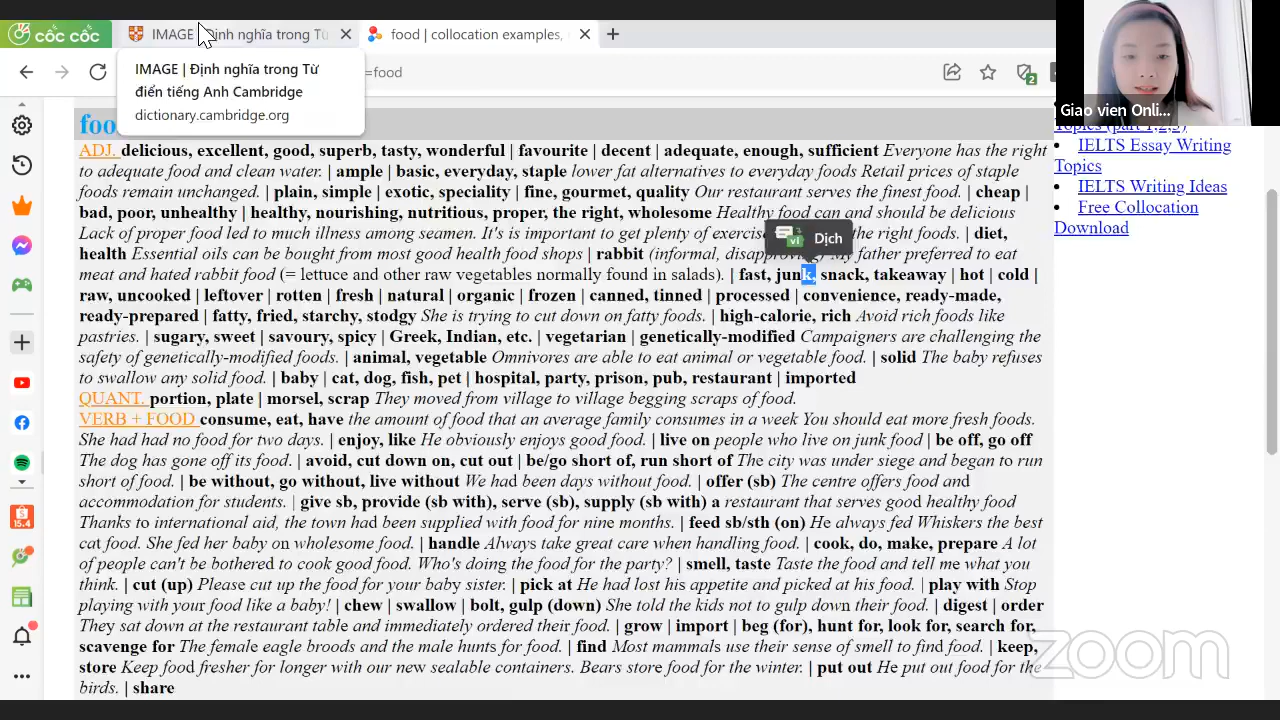 cốc cốc
IMAGE
ịnh nghĩa trong Từ
food | collocation examples,
IMAGE | Định nghĩa trong Từ
điển tiếng Anh Cambridge
dictionary.cambridge.org
=food
2
Giao vien Onli...
foo
Topics (part 1,2,3)
IELTS Essay Writing
Topics
IELTS Writing Ideas
Free Collocation
Download
ADJ. delicious, excellent, good, superb, tasty, wonderful | favourite | decent | adequate, enough, sufficient Everyone has the right
to adequate food and clean water. | ample | basic, everyday, staple lower fat alternatives to everyday foods Retail prices of staple
foods remain unchanged. | plain, simple | exotic, speciality | fine, gourmet, quality Our restaurant serves the finest food. | cheap |
bad, poor, unhealthy | healthy, nourishing, nutritious, proper, the right, wholesome Healthy food can and should be delicious
Lack of proper food led to much illness among seamen. It's is important to get plenty of exercis the right foods. | diet,
Dịch
health Essential oils can be bought from most good health food shops | rabbit (informal, disapproving) My father preferred to eat
meat and hated rabbit food (= lettuce and other raw vegetables normally found in salads). | fast, junk, snack, takeaway | hot | cold |
raw, uncooked | leftover | rotten | fresh | natural | organic | frozen | canned, tinned | processed | convenience, ready-made,
ready-prepared | fatty, fried, starchy, stodgy She is trying to cut down on fatty foods. | high-calorie, rich Avoid rich foods like
pastries. | sugary, sweet | savoury, spicy | Greek, Indian, etc. | vegetarian | genetically-modified Campaigners are challenging the
safety of genetically-modified foods. | animal, vegetable Omnivores are able to eat animal or vegetable food. | solid The baby refuses
to swallow any solid food. | baby | cat, dog, fish, pet | hospital, party, prison, pub, restaurant | imported
QUANT. portion, plate | morsel, scrap They moved from village to village begging scraps of food.
VERB + FOOD consume, eat, have the amount of food that an average family consumes in a week You should eat more fresh foods.
She had had no food for two days. | enjoy, like He obviously enjoys good food. | live on people who live on junk food | be off, go off
The dog has gone off its food. | avoid, cut down on, cut out | be/go short of, run short of The city was under siege and began to run
short of food. | be without, go without, live without We had been days without food. | offer (sb) The centre offers food and
accommodation for students. | give sb, provide (sb with), serve (sb), supply (sb with) a restaurant that serves good healthy food
Thanks to international aid, the town had been supplied with food for nine months. | feed sb/sth (on) He always fed Whiskers the best
cat food. She fed her baby on wholesome food. | handle Always take great care when handling food. | cook, do, make, prepare A lot
of people can't be bothered to cook good food. Who's doing the food for the party? | smell, taste Taste the food and tell me what you
think. | cut (up) Please cut up the food for your baby sister. | pick at He had lost his appetite and picked at his food. | play with Stop
playing with your food like a baby! | chew | swallow | bolt, gulp (down) She told the kids not to gulp down their food. | digest | order
They sat down at the restaurant table and immediately ordered their food. | grow | import | beg (for), hunt for, look for, search for,
scavenge for The female eagle broods and the male hunts for food. | find Most mammals use their sense of smell to find food. | keep,
store Keep food fresher for longer with our new sealable containers. Bears store food for the winter. | put out He put out food for the
birds. | share
15.4
zoom